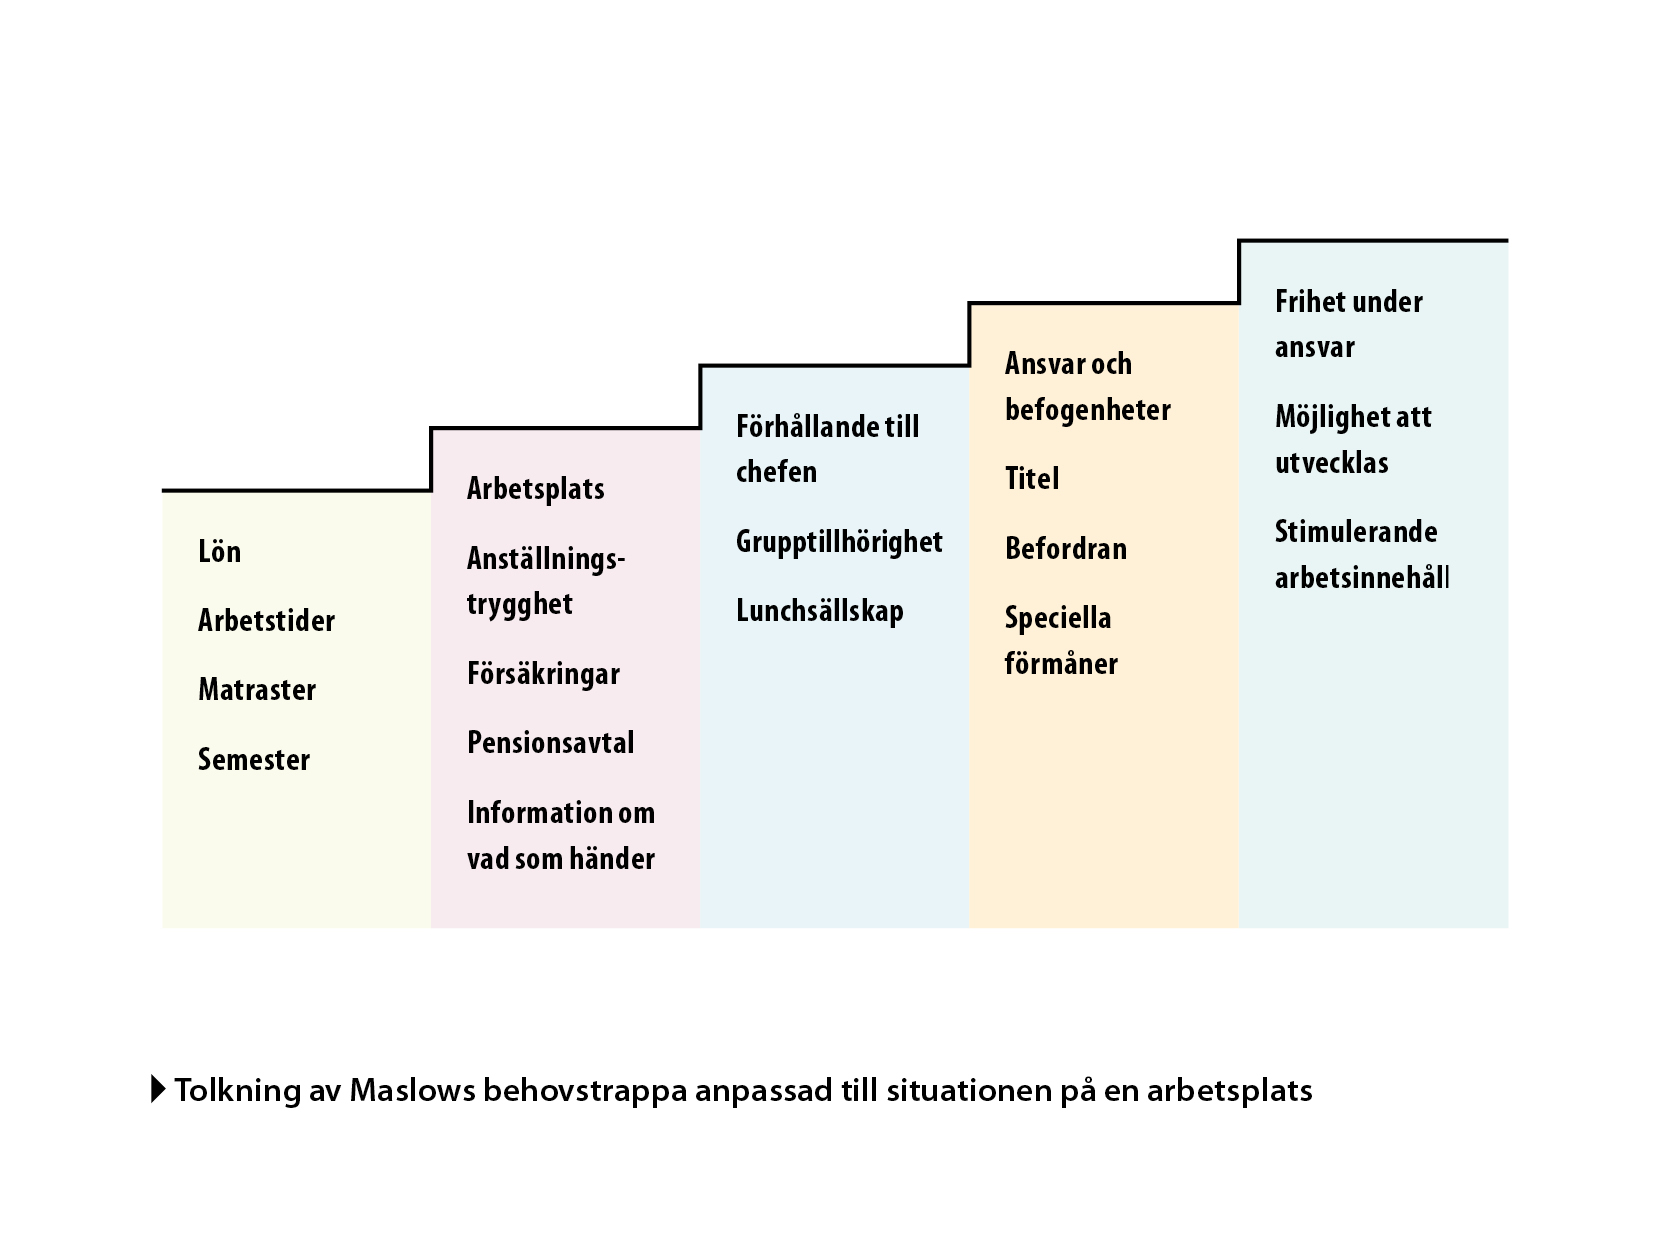 Lön
Arbetstider
Matraster
Semester
Arbetsplats
Anställnings-
trygghet
Försäkringar
Pensionsavtal
Information om
vad som händer
Förhållande till
chefen
Grupptillhörighet
Lunchsällskap
Ansvar och
befogenheter
Titel
Befordran
Speciella
förmåner
Frihet under
ansvar
Möjlighet att
utvecklas
Stimulerande
arbetsinnehåll
Tolkning av Maslows behovstrappa anpassad till situationen på en arbetsplats